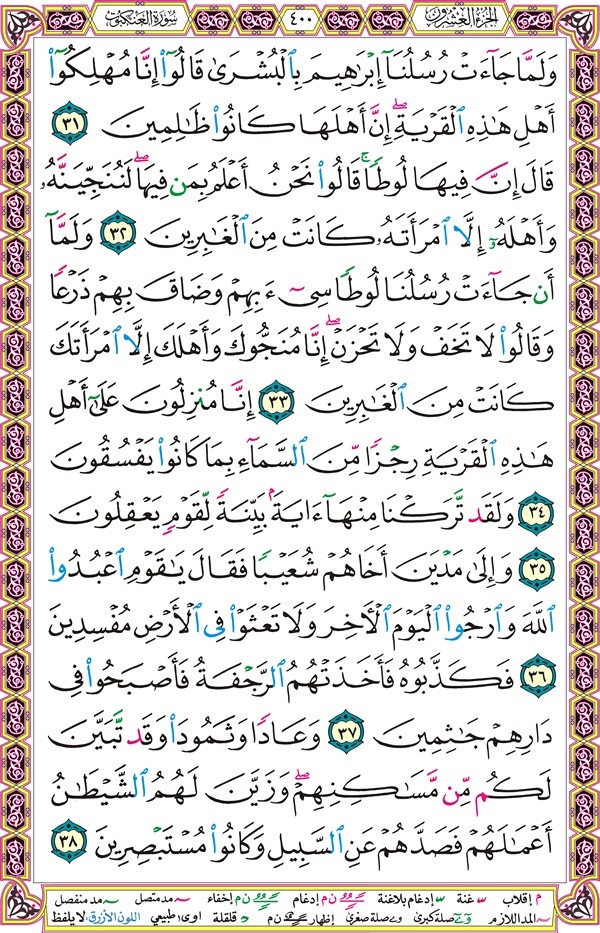 الجزء العشرون ٤٠٠ سورة العنكبوت
وَلَمَّا جَآءَتۡ رُسُلُنَآ إِبۡرَٰهِيمَ بِٱلۡبُشۡرَىٰ قَالُوٓاْ إِنَّا مُهۡلِكُوٓاْ
أَهۡلِ هَٰذِهِ ٱلۡقَرۡيَةِۖ إِنَّ أَهۡلَهَا كَانُواْ ظَٰلِمِينَ ٣١
قَالَ إِنَّ فِيهَا لُوطٗاۚ قَالُواْ نَحۡنُ أَعۡلَمُ بِمَن فِيهَاۖ لَنُنَجِّيَنَّهُۥ
وَأَهۡلَهُۥٓ إِلَّا ٱمۡرَأَتَهُۥ كَانَتۡ مِنَ ٱلۡغَٰبِرِينَ ٣٢ وَلَمَّآ
أَن جَآءَتۡ رُسُلُنَا لُوطٗا سِيٓءَ بِهِمۡ وَضَاقَ بِهِمۡ ذَرۡعٗا
وَقَالُواْ لَا تَخَفۡ وَلَا تَحۡزَنۡۖ إِنَّا مُنَجُّوكَ وَأَهۡلَكَ إِلَّا ٱمۡرَأَتَكَ
كَانَتۡ مِنَ ٱلۡغَٰبِرِينَ ٣٣ إِنَّا مُنزِلُونَ عَلَىٰٓ أَهۡلِ
هَٰذِهِ ٱلۡقَرۡيَةِ رِجۡزٗا مِّنَ ٱلسَّمَآءِ بِمَا كَانُواْ يَفۡسُقُونَ
٣٤ وَلَقَد تَّرَكۡنَا مِنۡهَآ ءَايَةَۢ بَيِّنَةٗ لِّقَوۡمٖ يَعۡقِلُونَ
٣٥ وَإِلَىٰ مَدۡيَنَ أَخَاهُمۡ شُعَيۡبٗا فَقَالَ يَٰقَوۡمِ ٱعۡبُدُواْ
ٱللَّهَ وَٱرۡجُواْ ٱلۡيَوۡمَ ٱلۡأٓخِرَ وَلَا تَعۡثَوۡاْ فِي ٱلۡأَرۡضِ مُفۡسِدِينَ
٣٦ فَكَذَّبُوهُ فَأَخَذَتۡهُمُ ٱلرَّجۡفَةُ فَأَصۡبَحُواْ فِي
دَارِهِمۡ جَٰثِمِينَ ٣٧ وَعَادٗا وَثَمُودَاْ وَقَد تَّبَيَّنَ
لَكُم مِّن مَّسَٰكِنِهِمۡۖ وَزَيَّنَ لَهُمُ ٱلشَّيۡطَٰنُ
أَعۡمَٰلَهُمۡ فَصَدَّهُمۡ عَنِ ٱلسَّبِيلِ وَكَانُواْ مُسۡتَبۡصِرِينَ ٣٨
م إقلاب غنة إدغام بلاغنة ن م إدغام ن م إخفاء مد متصل مد منفصل
المد اللازم صلة كبرى صلة صغرى إظهار ن م قلقلة اوى: طبيعي اللون الأزرق: لا يلفظ